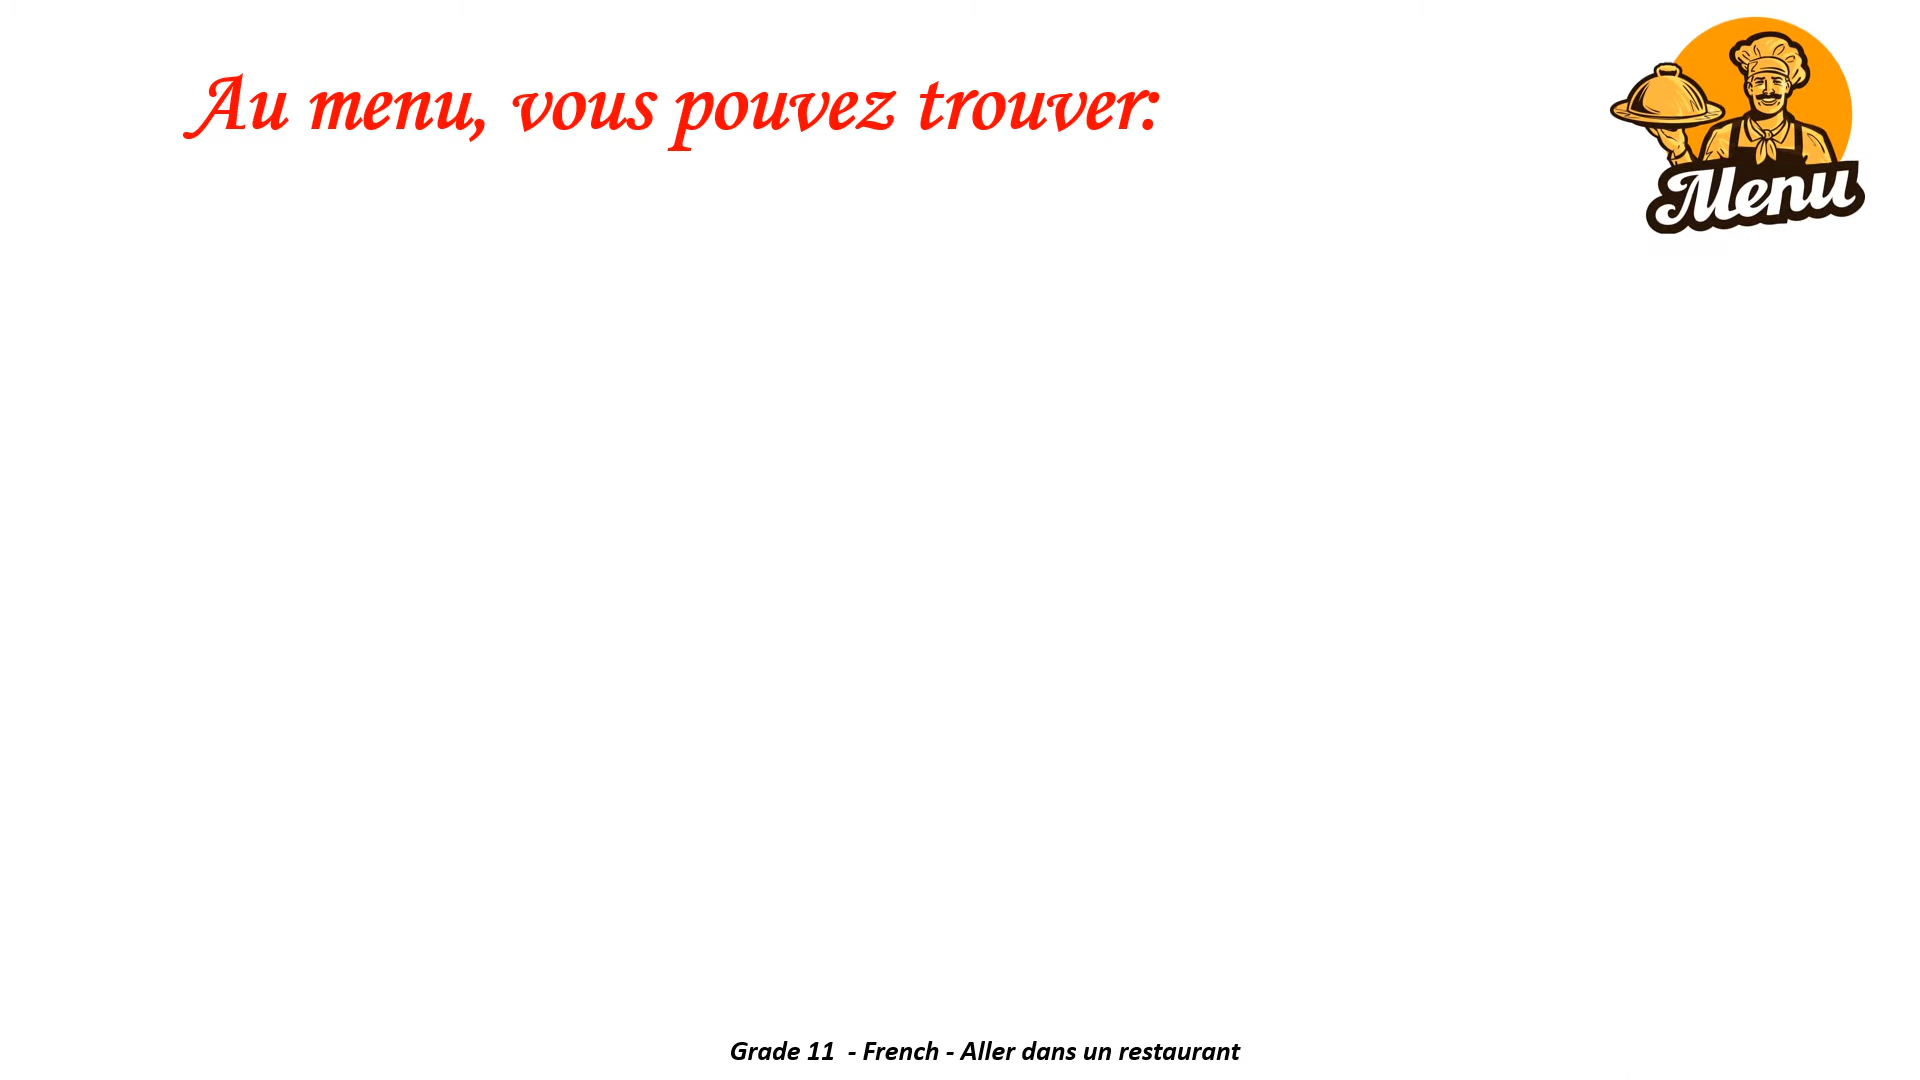 Au menu, vous pouvez trouver:
Menu
Grade 11 - French - Aller dans un restaurant